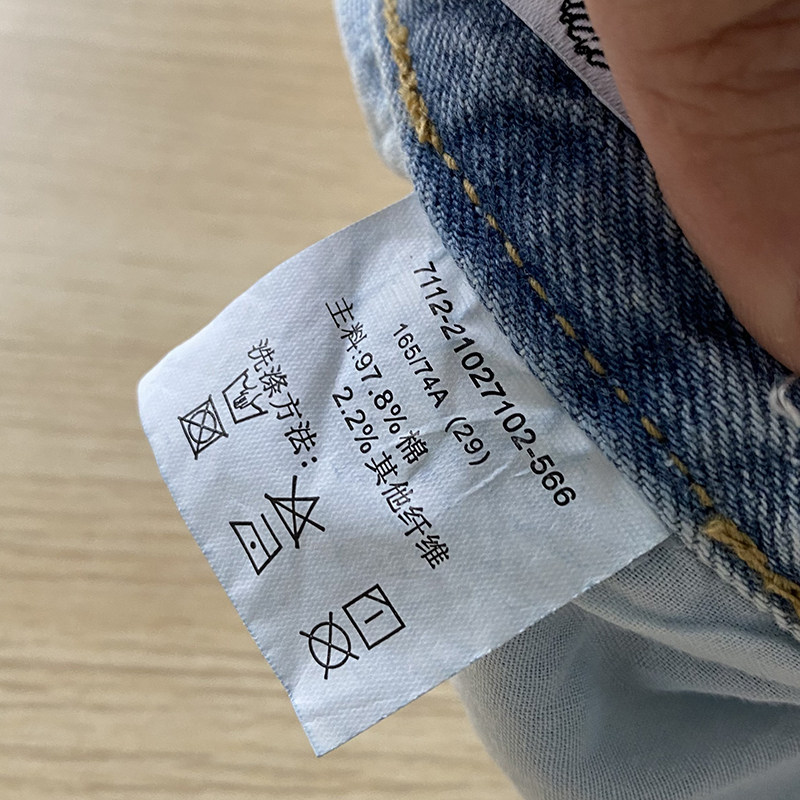 7112-21027102-566
165/74A (29)
主料:97.8% 棉
2.2%其他纤维
洗涤方法：